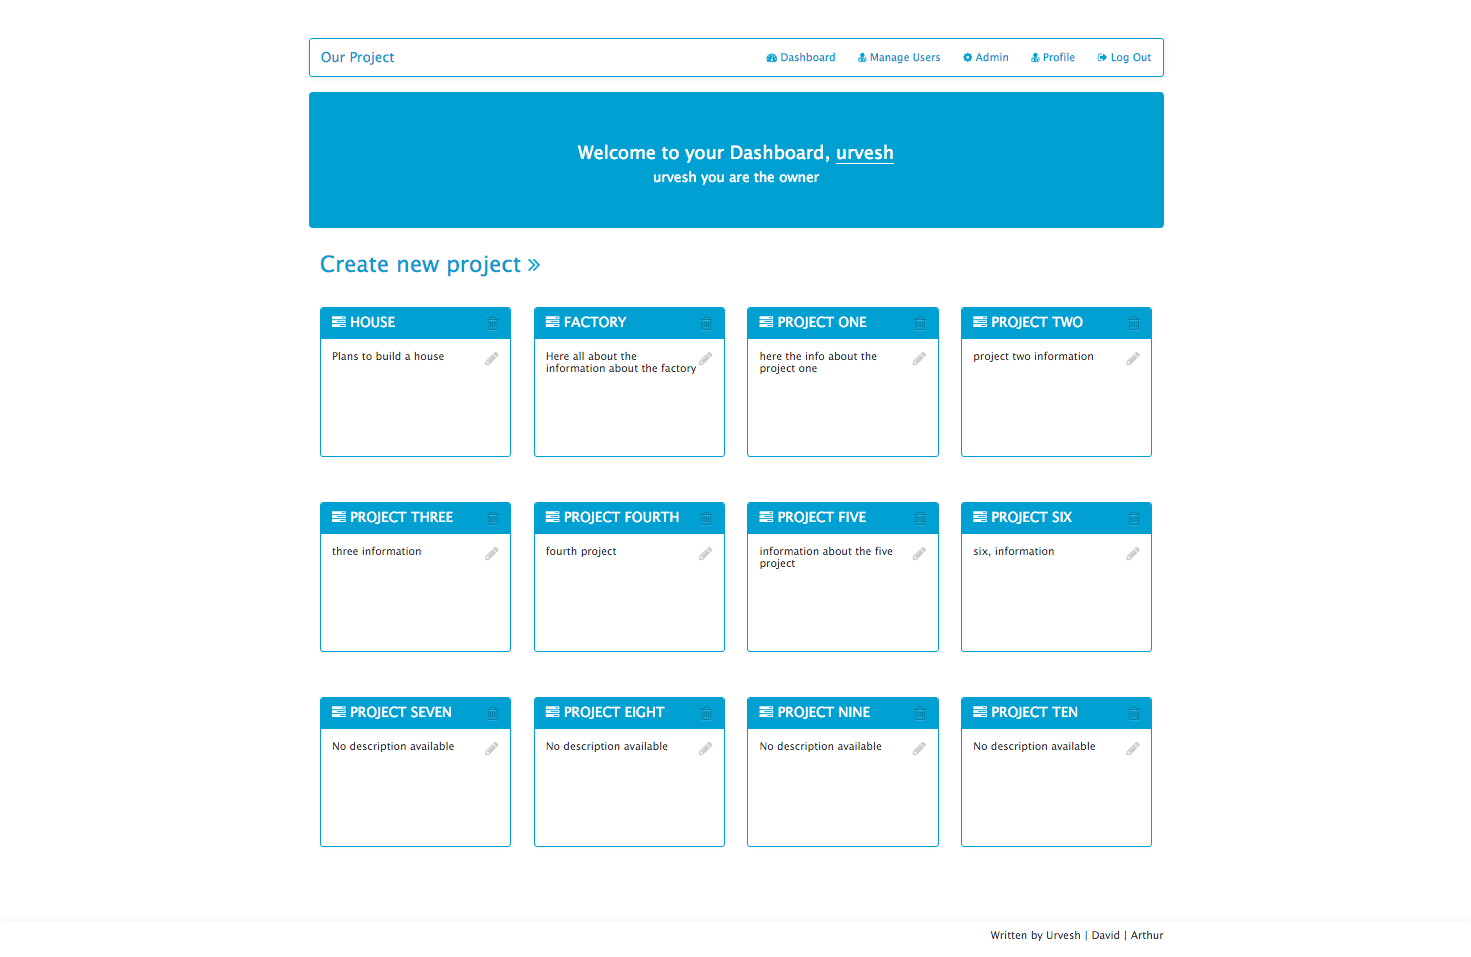 Our Project
Dashboard
Manage Users
Admin
Profile
Log Out
Welcome to your Dashboard, urvesh
urvesh you are the owner
Create new project »
HOUSE
Plans to build a house
FACTORY
Here all about the
information about the factory
PROJECT ONE
here the info about the
project one
PROJECT TWO
project two information
PROJECT THREE
three information
PROJECT FOURTH
fourth project
PROJECT FIVE
information about the five
project
PROJECT SIX
six, information
PROJECT SEVEN
No description available
PROJECT EIGHT
No description available
PROJECT NINE
No description available
PROJECT TEN
No description available
Written by Urvesh | David | Arthur